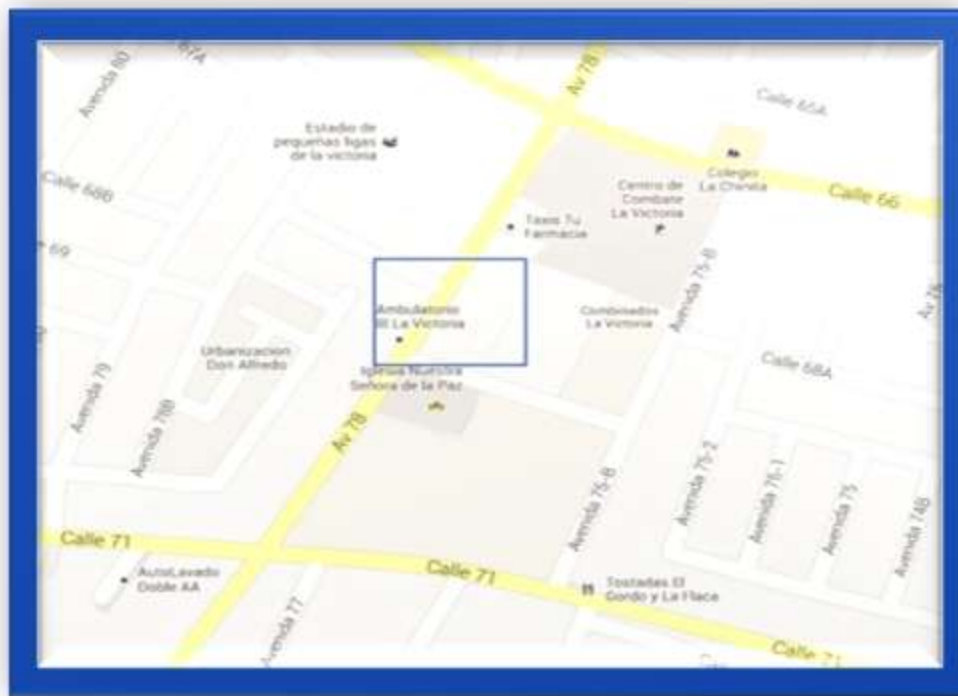 67A
Avenida 80
Av 78
Calle 65A
Estadio de
pequeñas ligas
de la victoria
Colegio
La Chinita
Calle 68B
Centro de
Combate
La Victoria
Calle 66
Taxis Tu
Farmacia
69
Avenida 75-B
Av 76
Ambulatorio
III La Victoria
Combinados
La Victoria
Urbanizacion
Don Alfredo
Iglesia Nuestra
Señora de la Paz
Calle 68A
Avenida 79
Avenida 78B
Av 78
Avenida 75-2
Avenida 75-1
Avenida 75
Avenida 74B
Avenida 75-B
Calle 71
Calle 71
AutoLavado
Doble AA
Tostadas El
Gordo y La Flaca
Avenida 77
Calle 71